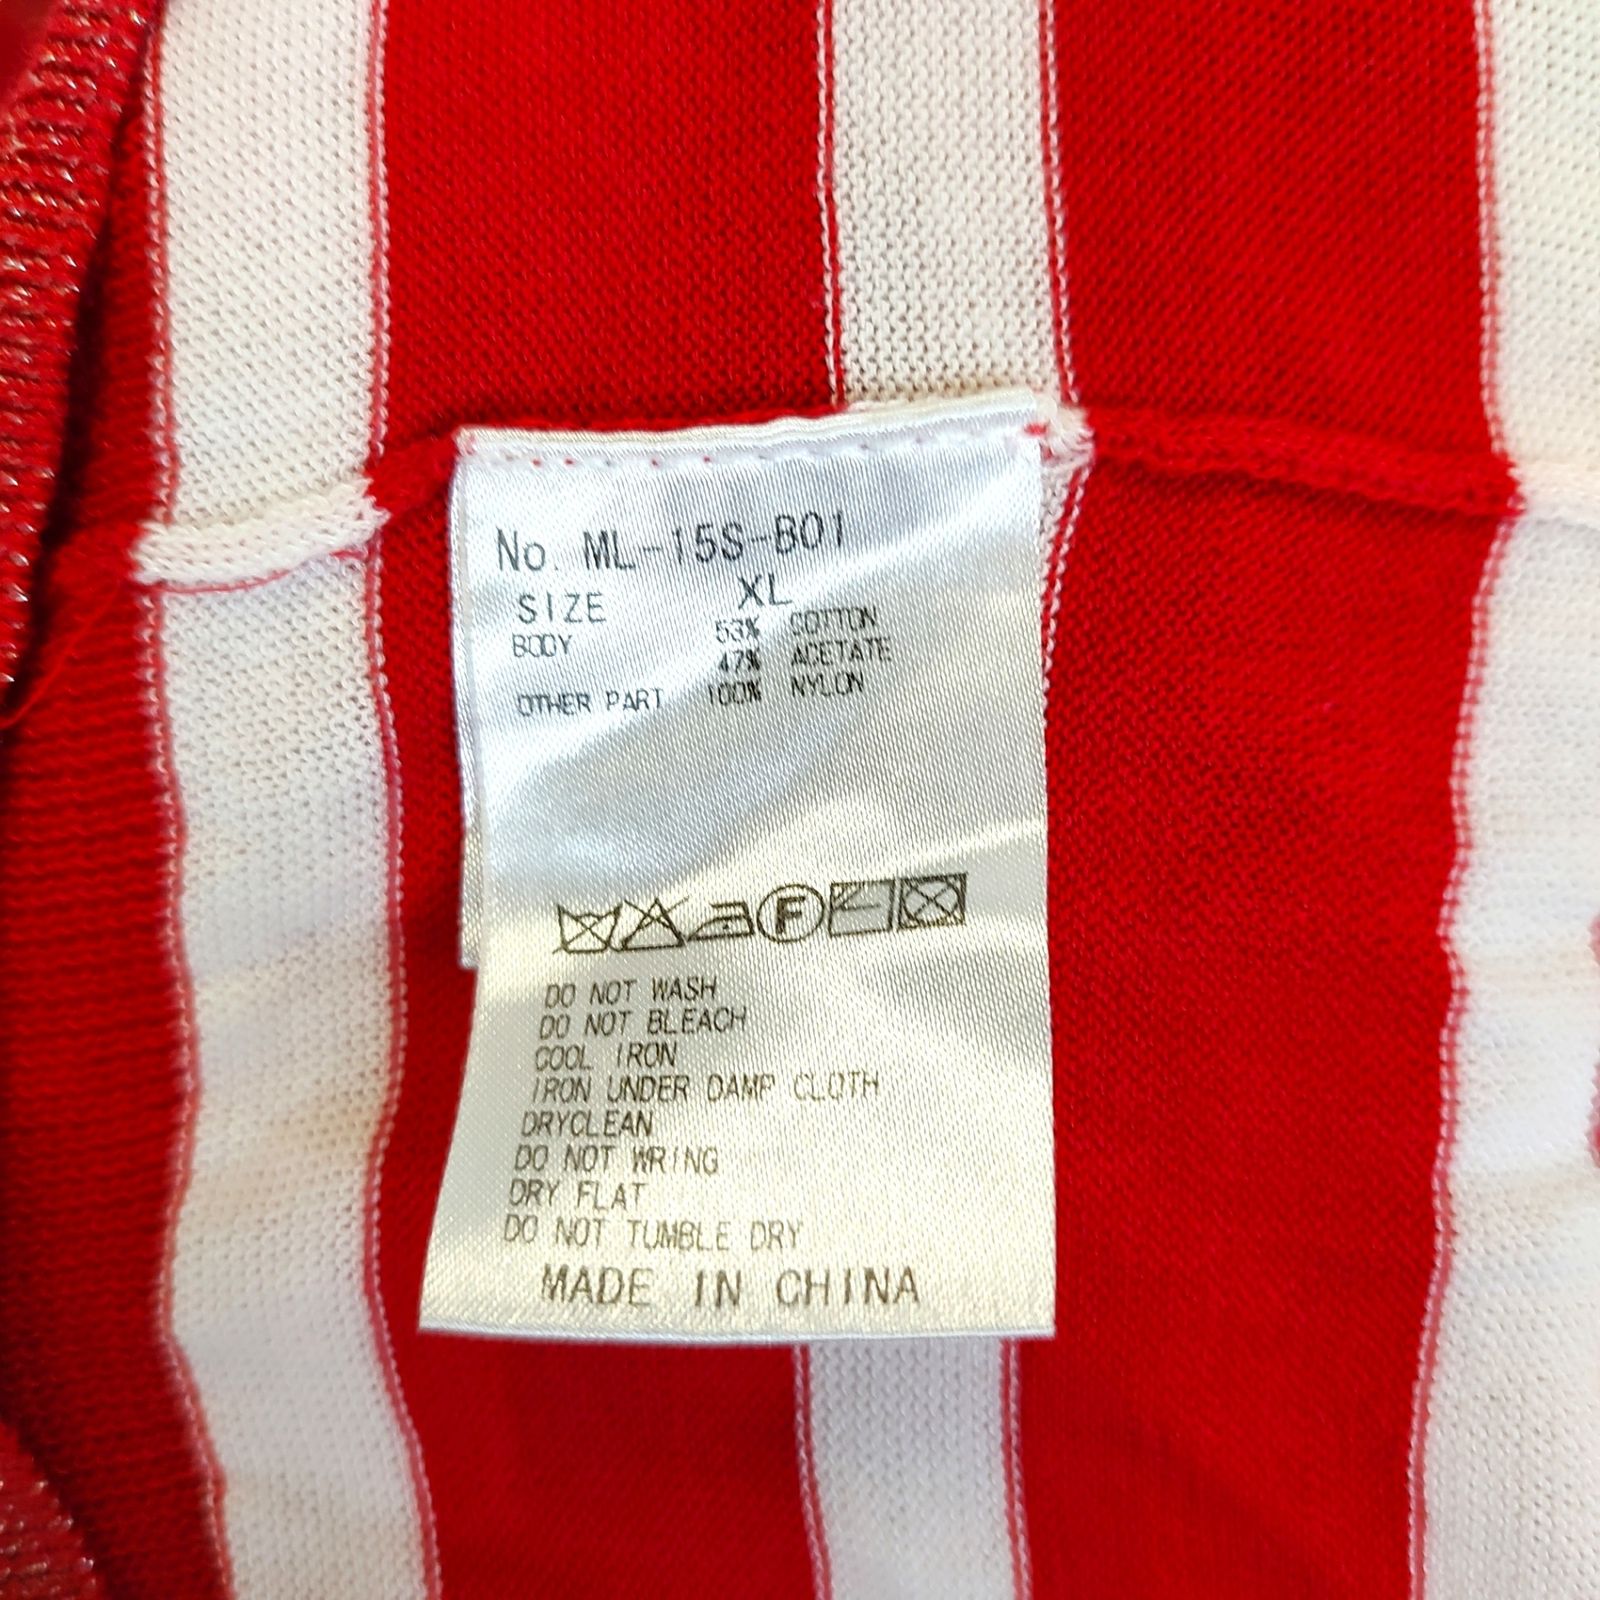 No. ML-15S-B01
SIZE XL
BODY 53% COTTON
47% ACETATE
OTHER PART 100% NYLON
F
DO NOT WASH
DO NOT BLEACH
COOL IRON
IRON UNDER DAMP CLOTH
DRYCLEAN
DO NOT WRING
DRY FLAT
DO NOT TUMBLE DRY
MADE IN CHINA